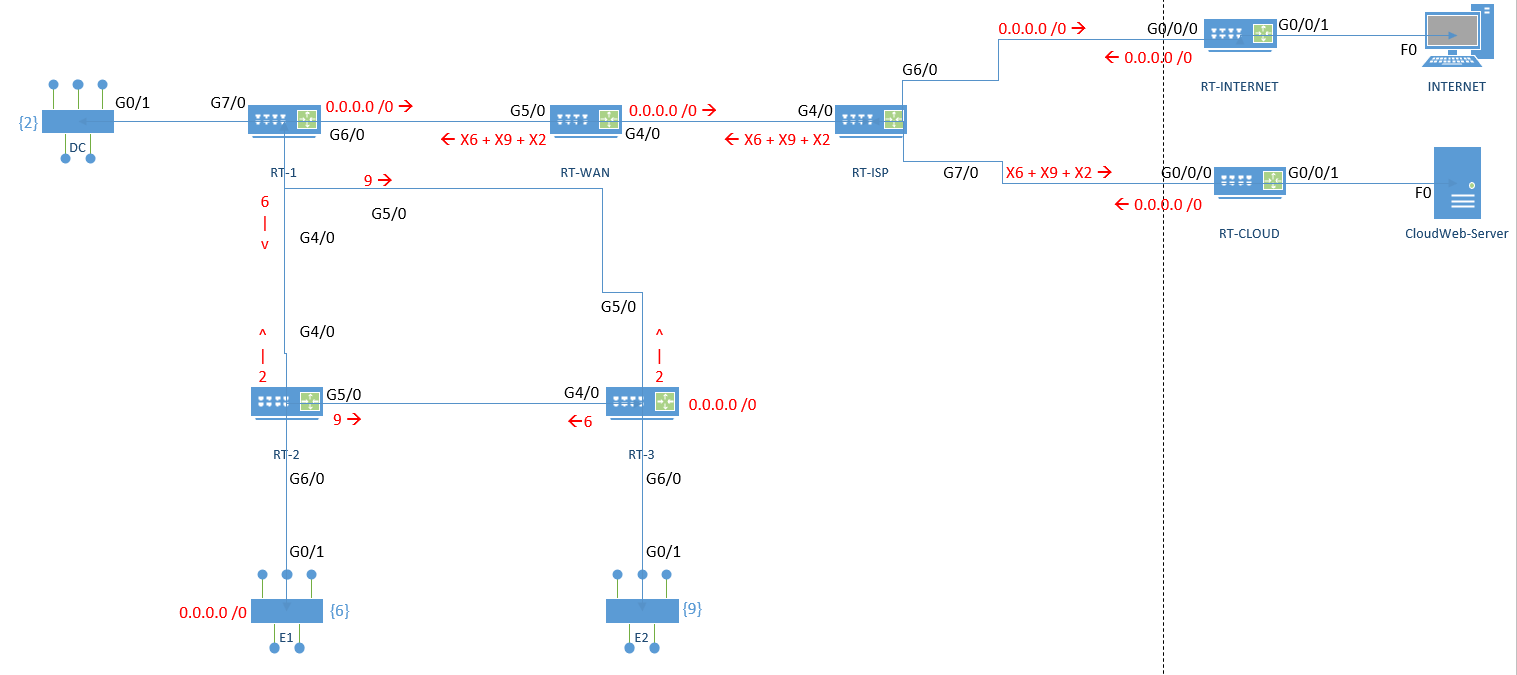 0.0.0.0 /0 →
G0/0/0
G0/0/1
← 0.0.0.0 /0
F0
G6/0
RT-INTERNET
INTERNET
G0/1
G7/0
0.0.0.0 /0 →
G5/0
0.0.0.0 /0 →
G4/0
{2}
DC
G6/0
← X6 + X9 + X2
G4/0
← X6 + X9 + X2
RT-1
RT-WAN
RT-ISP
G7/0
X6 + X9 + X2 →
G0/0/0
G0/0/1
F0
← 0.0.0.0 /0
RT-CLOUD
CloudWeb-Server
9 →
G5/0
6
|
v
G4/0
G5/0
^
|
2
G4/0
^
|
2
G5/0
9 →
G4/0
←6
0.0.0.0 /0
RT-2
RT-3
G6/0
G6/0
G0/1
G0/1
0.0.0.0 /0
{6}
E1
{9}
E2